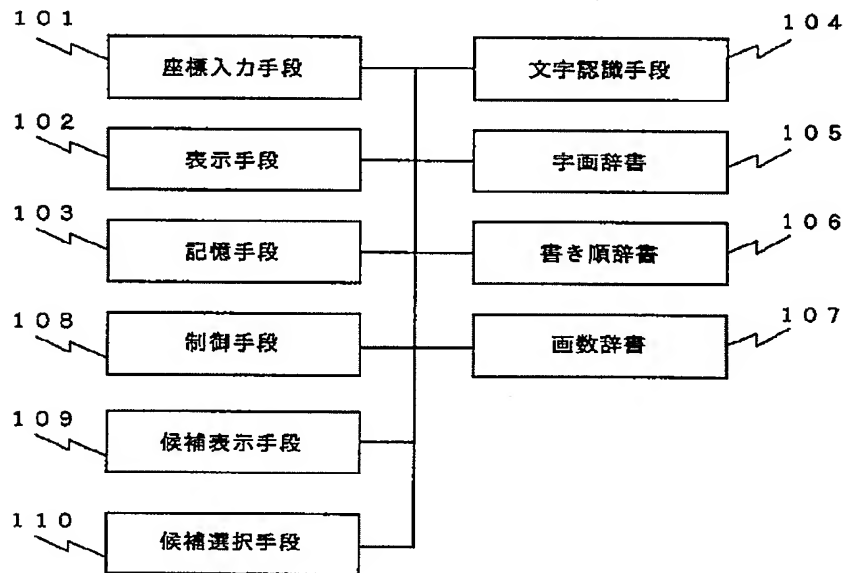 101
座標入力手段
102
表示手段
103
記憶手段
108
制御手段
109
候補表示手段
110
候補選択手段
104
文字認識手段
105
字画辞書
106
書き順辞書
107
画数辞書